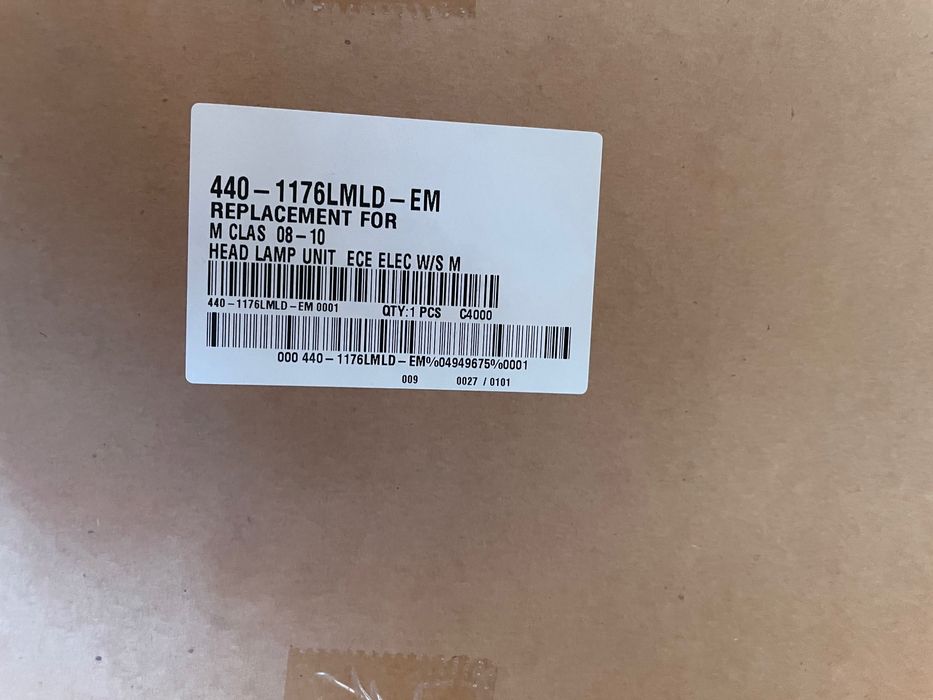 440-1176LMLD-EM
REPLACEMENT FOR
M CLAS 08-10
HEAD LAMP UNIT ECE ELEC W/S M
440-1176LMLD-EM 0001 QTY:1 PCS C4000
000 440-1176LMLD-EM%04949675%0001
009 0027 / 0101